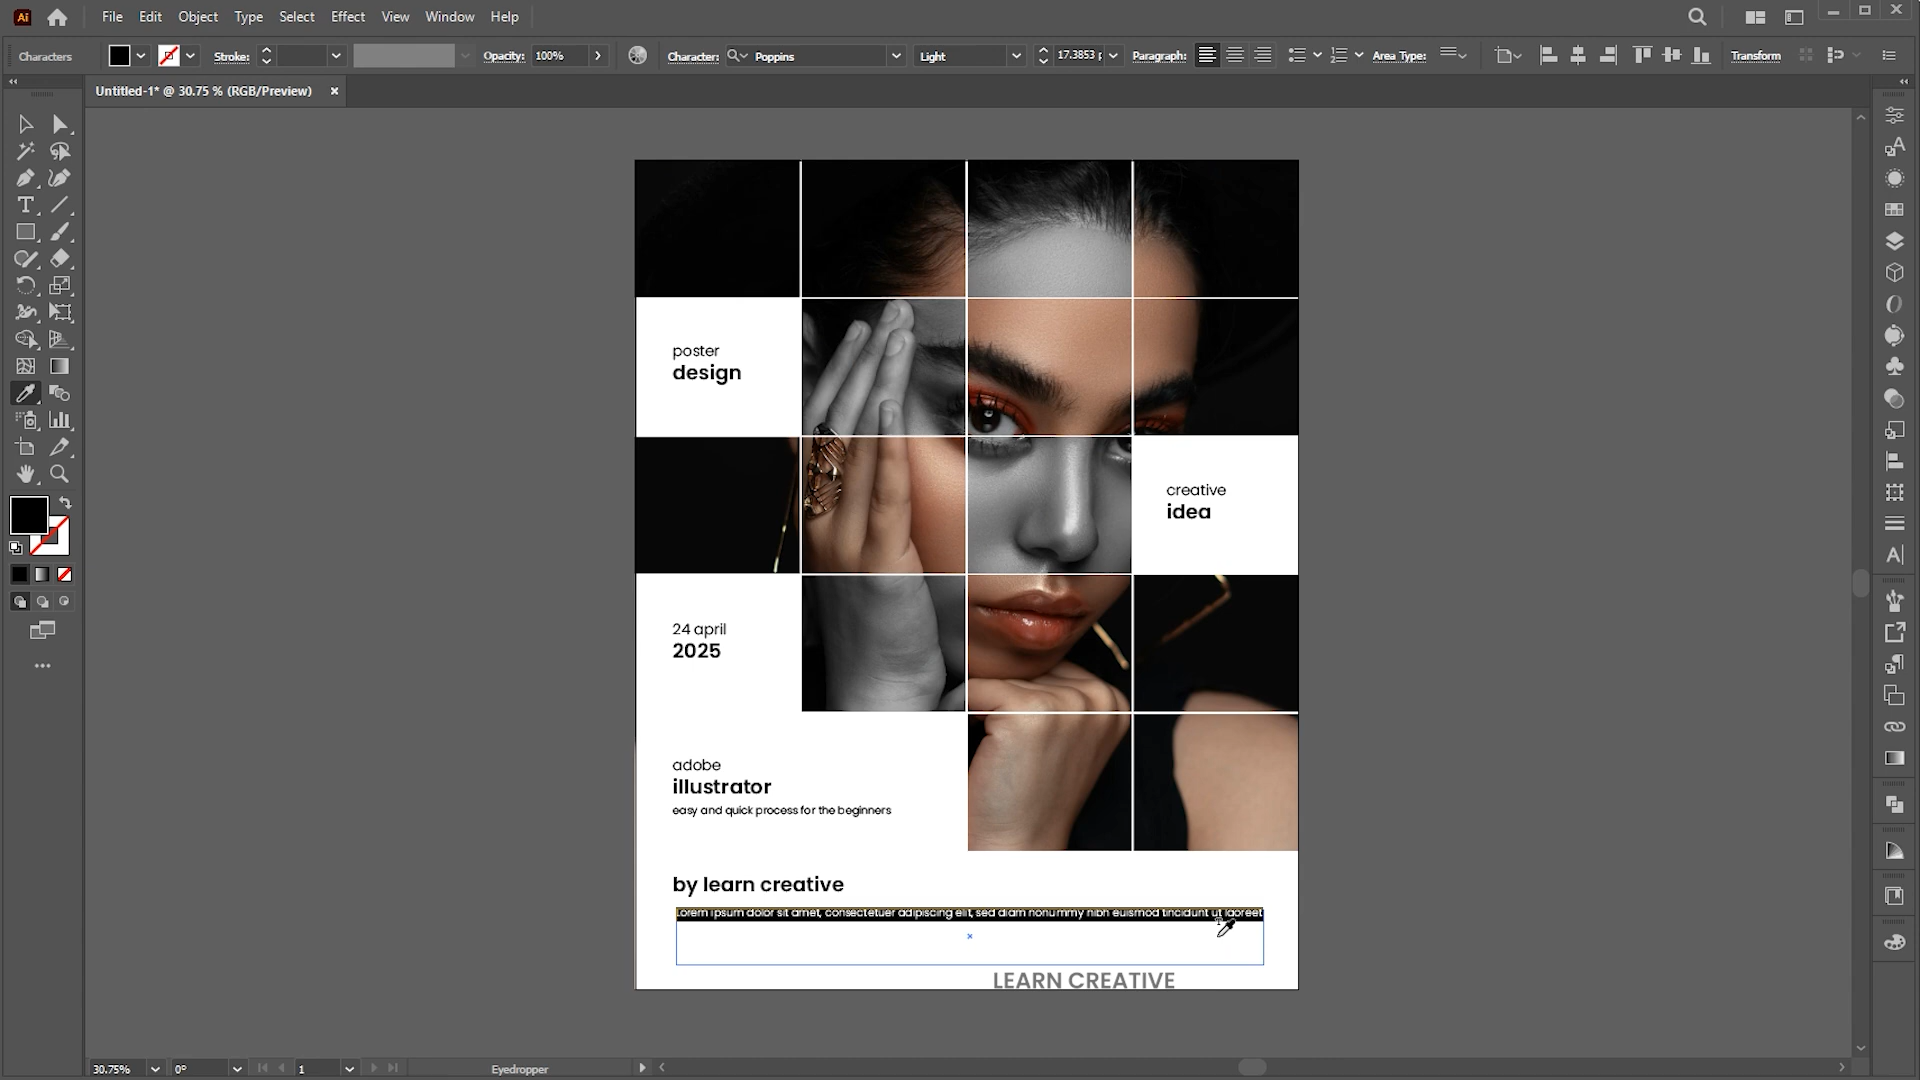 Ai File Edit Object Type Select Effect View Window Help
Characters Stroke: Opacity: 100% Character: Poppins Light 17.3853 p Paragraph: Area Type: Transform
Untitled-1* @ 30.75 % (RGB/Preview)
poster
design
creative
idea
24 april
2025
adobe
illustrator
easy and quick process for the beginners
by learn creative
Lorem ipsum dolor sit amet, consectetuer adipiscing elit, sed diam nonummy nibh euismod tincidunt ut laoreet
LEARN CREATIVE
30.75% 0° 1 Eyedropper